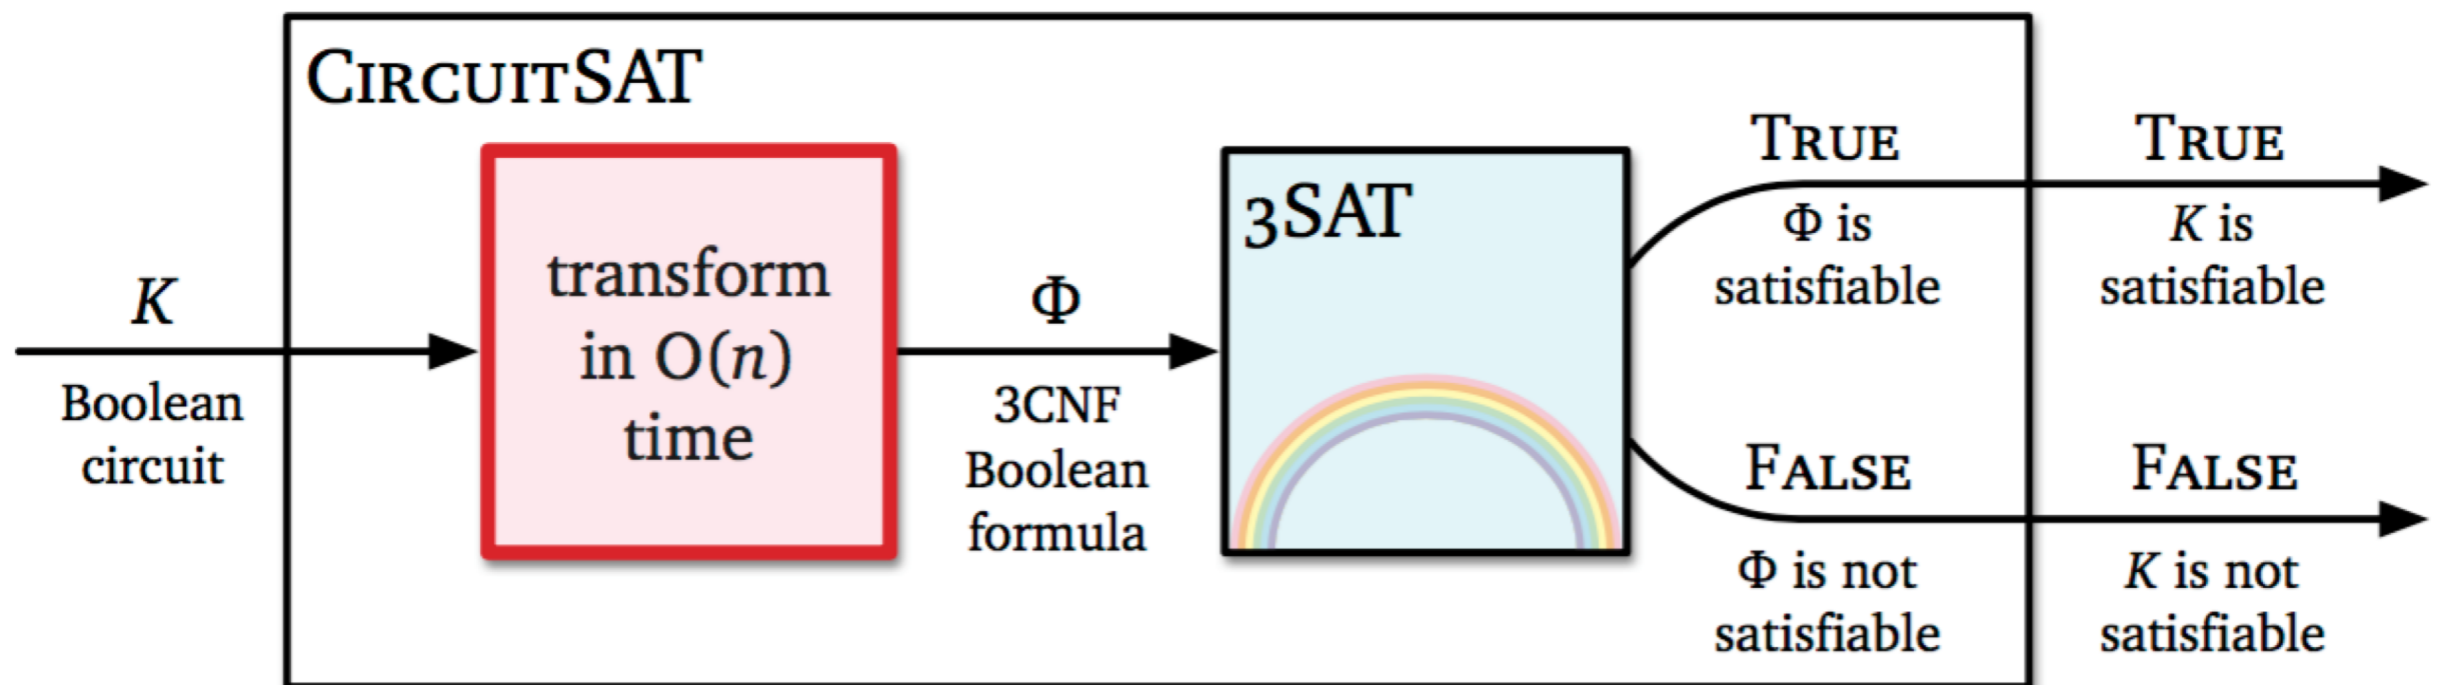 CIRCUITSAT
K
Boolean
circuit
transform
in O(n)
time
Φ
3CNF
Boolean
formula
3SAT
TRUE
Φ is
satisfiable
FALSE
Φ is not
satisfiable
TRUE
K is
satisfiable
FALSE
K is not
satisfiable